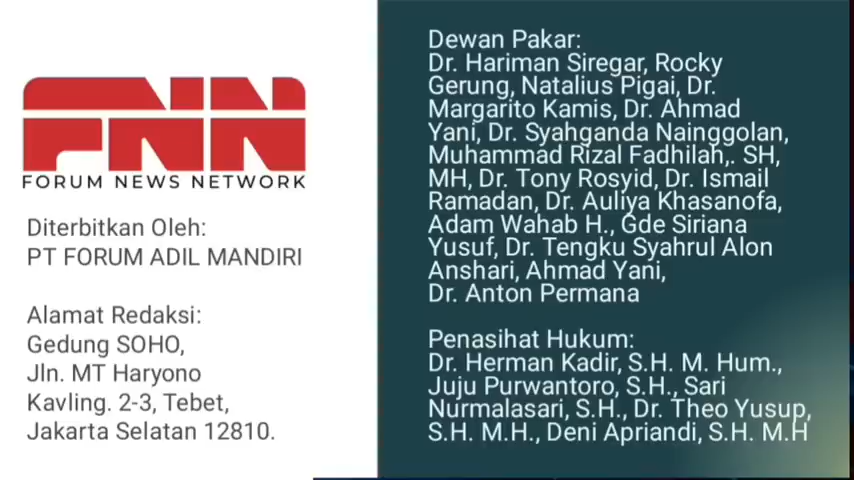 FNN
FORUM NEWS NETWORK
Diterbitkan Oleh:
PT FORUM ADIL MANDIRI
Alamat Redaksi:
Gedung SOHO,
Jln. MT Haryono
Kavling. 2-3, Tebet,
Jakarta Selatan 12810.
Dewan Pakar:
Dr. Hariman Siregar, Rocky
Gerung, Natalius Pigai, Dr.
Margarito Kamis, Dr. Ahmad
Yani, Dr. Syahganda Nainggolan,
Muhammad Rizal Fadhilah,. SH,
MH, Dr. Tony Rosyid, Dr. Ismail
Ramadan, Dr. Auliya Khasanofa,
Adam Wahab H., Gde Siriana
Yusuf, Dr. Tengku Syahrul Alon
Anshari, Ahmad Yani,
Dr. Anton Permana
Penasihat Hukum:
Dr. Herman Kadir, S.H. M. Hum.,
Juju Purwantoro, S.H., Sari
Nurmalasari, S.H., Dr. Theo Yusup,
S.H. M.H., Deni Apriandi, S.H. M.H